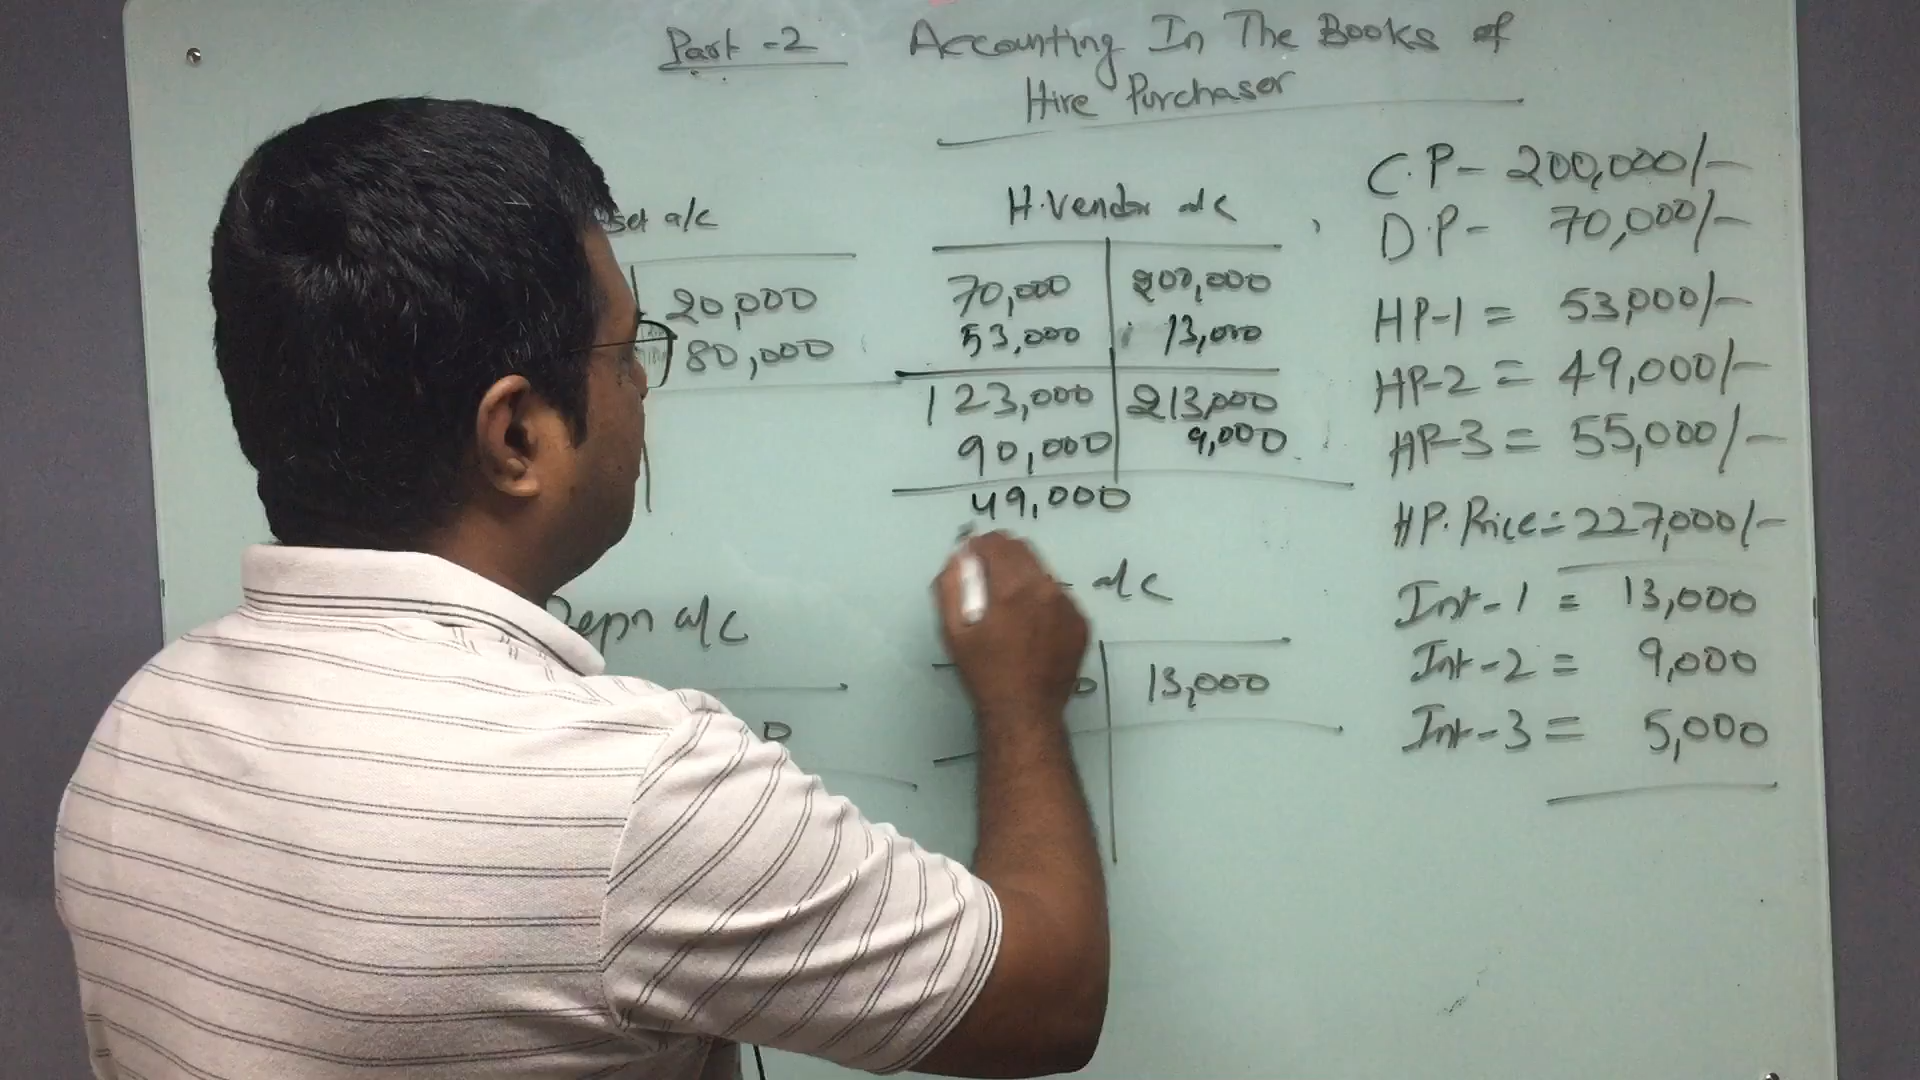 Part-2 Accounting In The Books of
Hire Purchaser
a/c
20,000
80,000
Depn a/c
H.Vendor a/c
70,000 200,000
53,000 13,000
123,000 213,000
90,000 9,000
49,000
a/c
13,000
C.P- 200,000/-
D.P- 70,000/-
HP-1 = 53,000/-
HP-2 = 49,000/-
HP-3 = 55,000/-
HP.Price= 227,000/-
Int-1 = 13,000
Int-2 = 9,000
Int-3 = 5,000